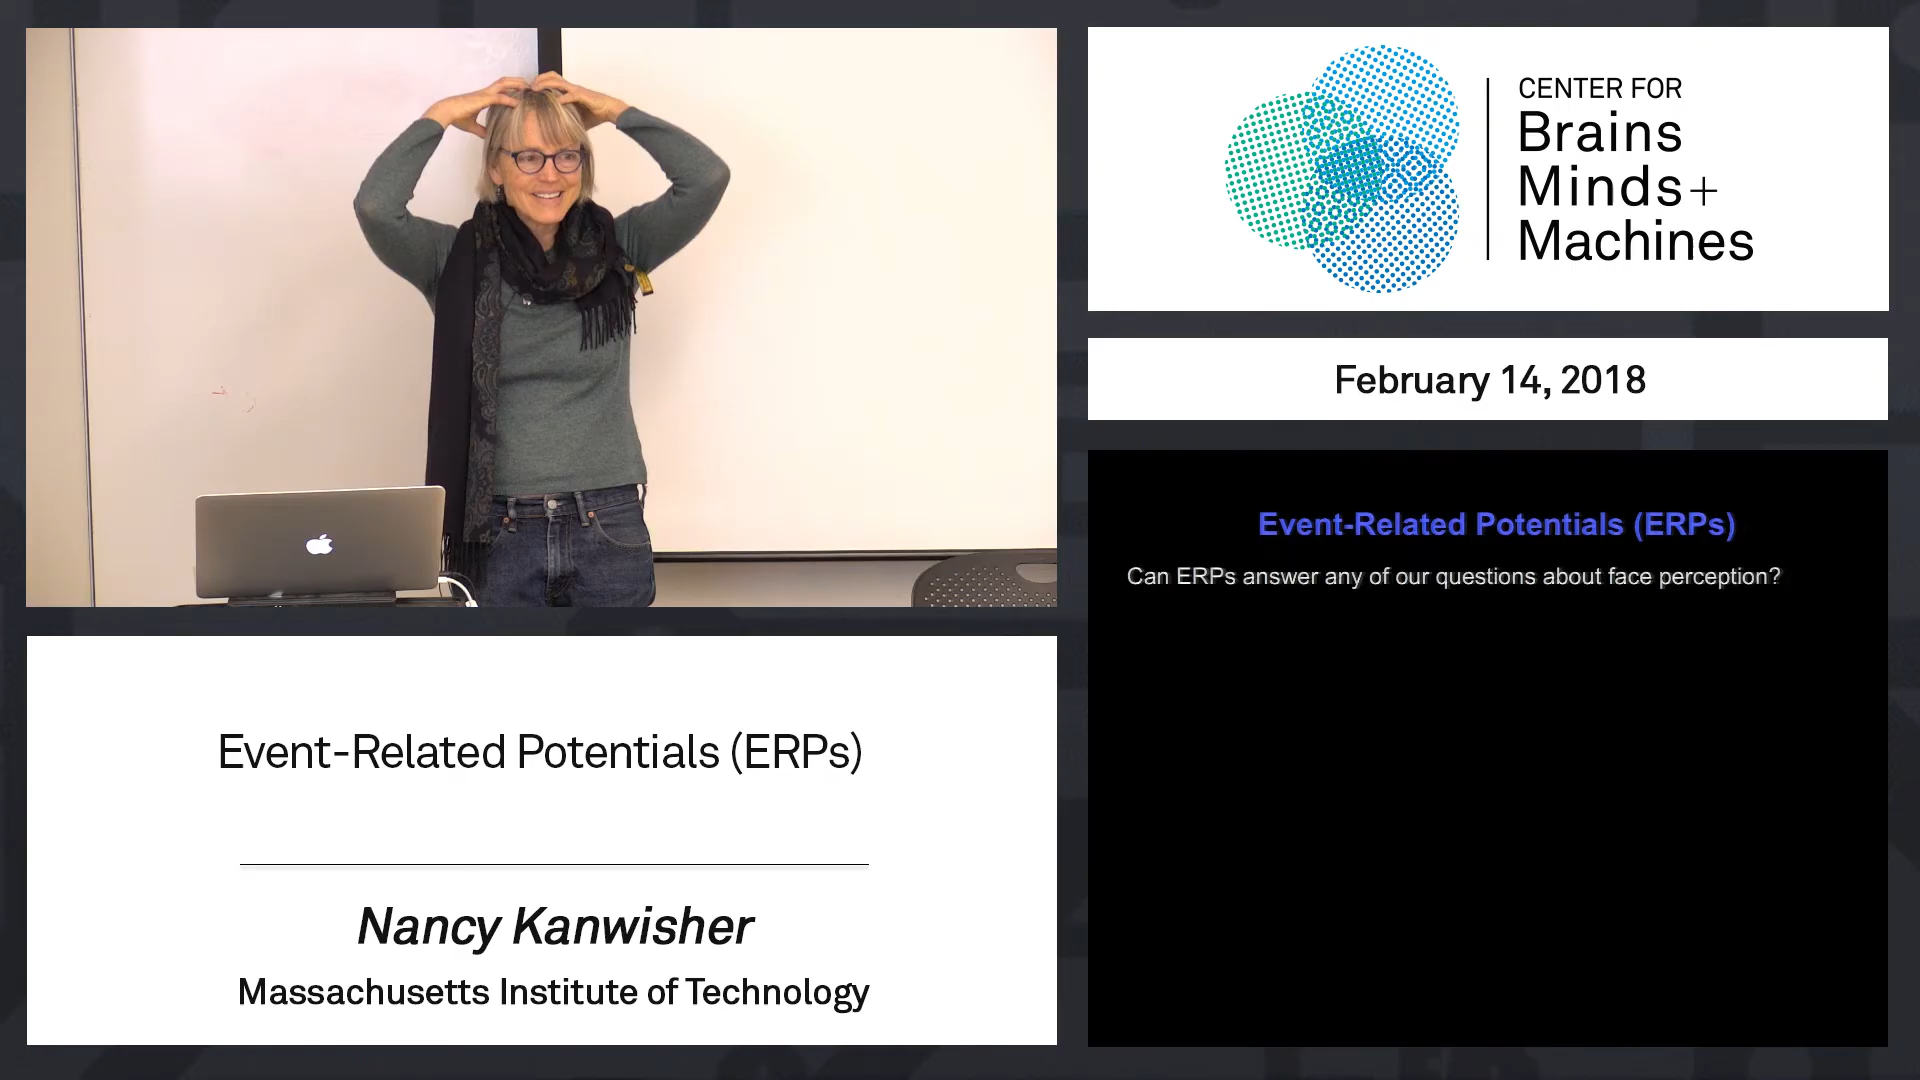 CENTER FOR
Brains
Minds+
Machines
February 14, 2018
Event-Related Potentials (ERPs)
Can ERPs answer any of our questions about face perception?
Event-Related Potentials (ERPs)
Nancy Kanwisher
Massachusetts Institute of Technology